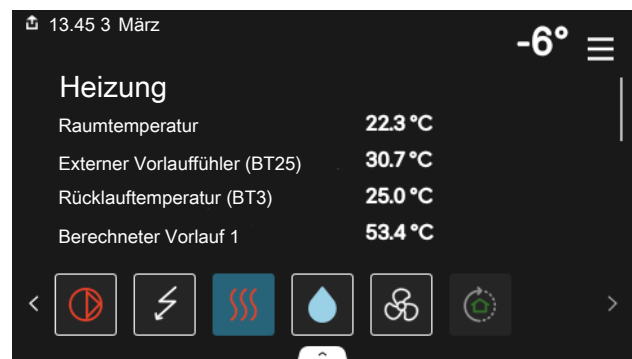 13.45 3 März
-6°
Heizung
Raumtemperatur 22.3 °C
Externer Vorlauffühler (BT25) 30.7 °C
Rücklauftemperatur (BT3) 25.0 °C
Berechneter Vorlauf 1 53.4 °C